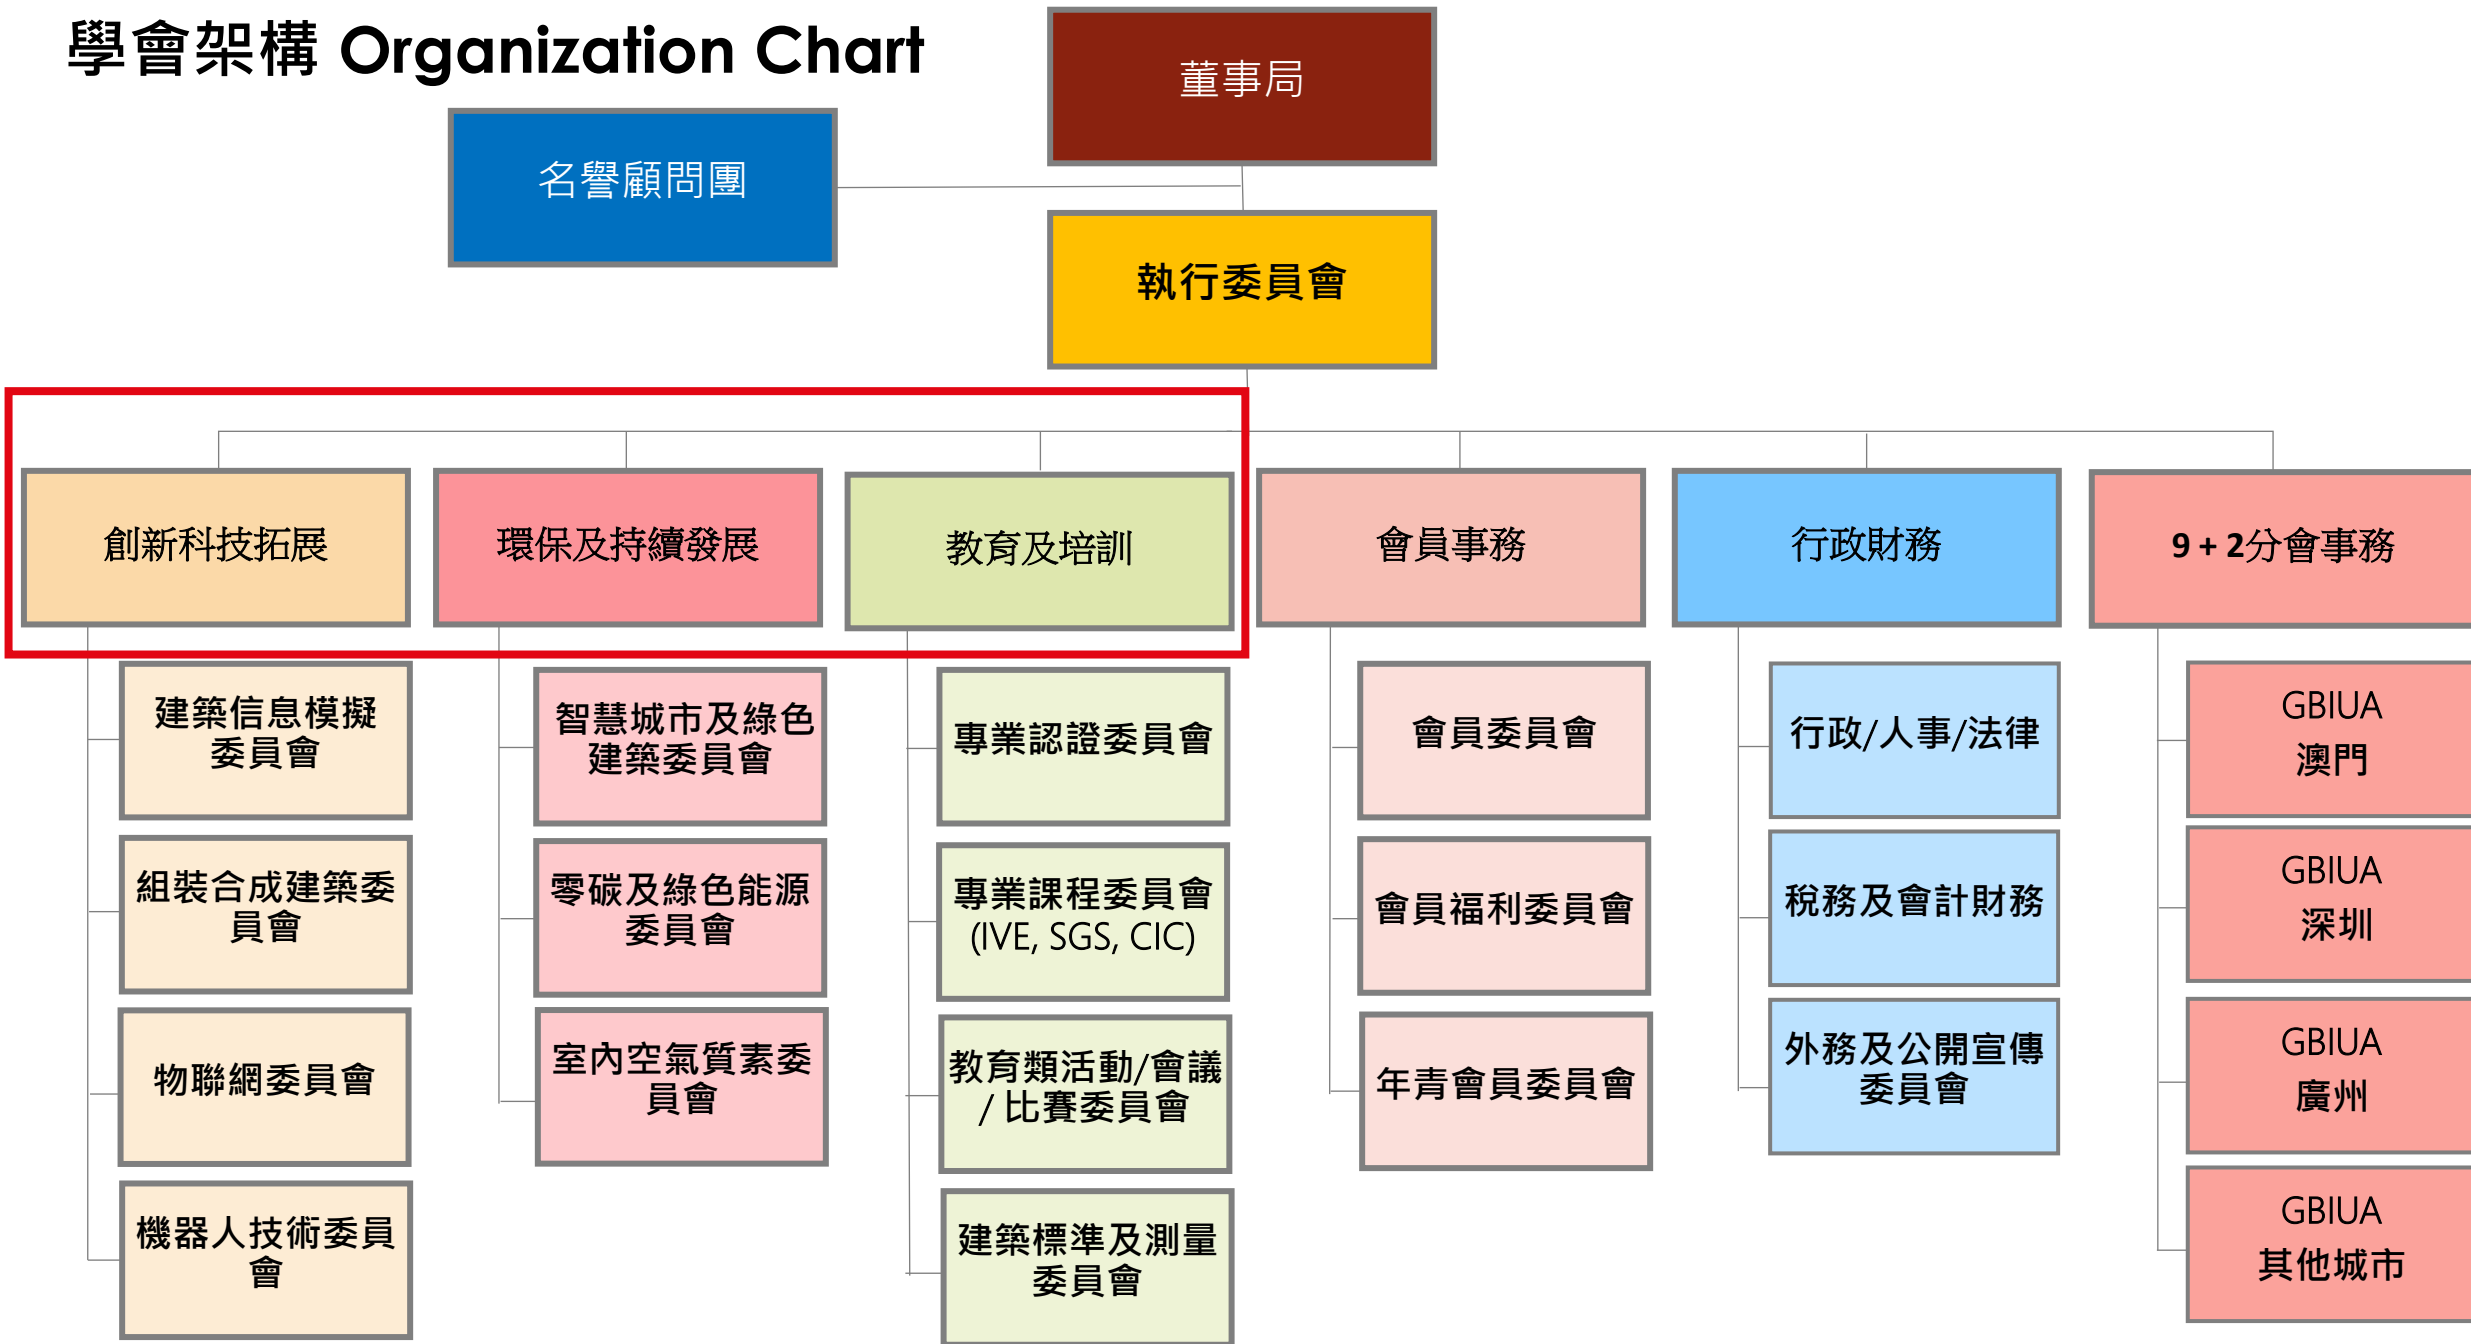 學會架構 Organization Chart
董事局
名譽顧問團
執行委員會
創新科技拓展
環保及持續發展
教育及培訓
會員事務
行政財務
9 + 2分會事務
建築信息模擬
委員會
組裝合成建築委
員會
物聯網委員會
機器人技術委員
會
智慧城市及綠色
建築委員會
零碳及綠色能源
委員會
室內空氣質素委
員會
專業認證委員會
專業課程委員會
(IVE, SGS, CIC)
教育類活動/會議
/ 比賽委員會
建築標準及測量
委員會
會員委員會
會員福利委員會
年青會員委員會
行政/人事/法律
稅務及會計財務
外務及公開宣傳
委員會
GBIUA
澳門
GBIUA
深圳
GBIUA
廣州
GBIUA
其他城市